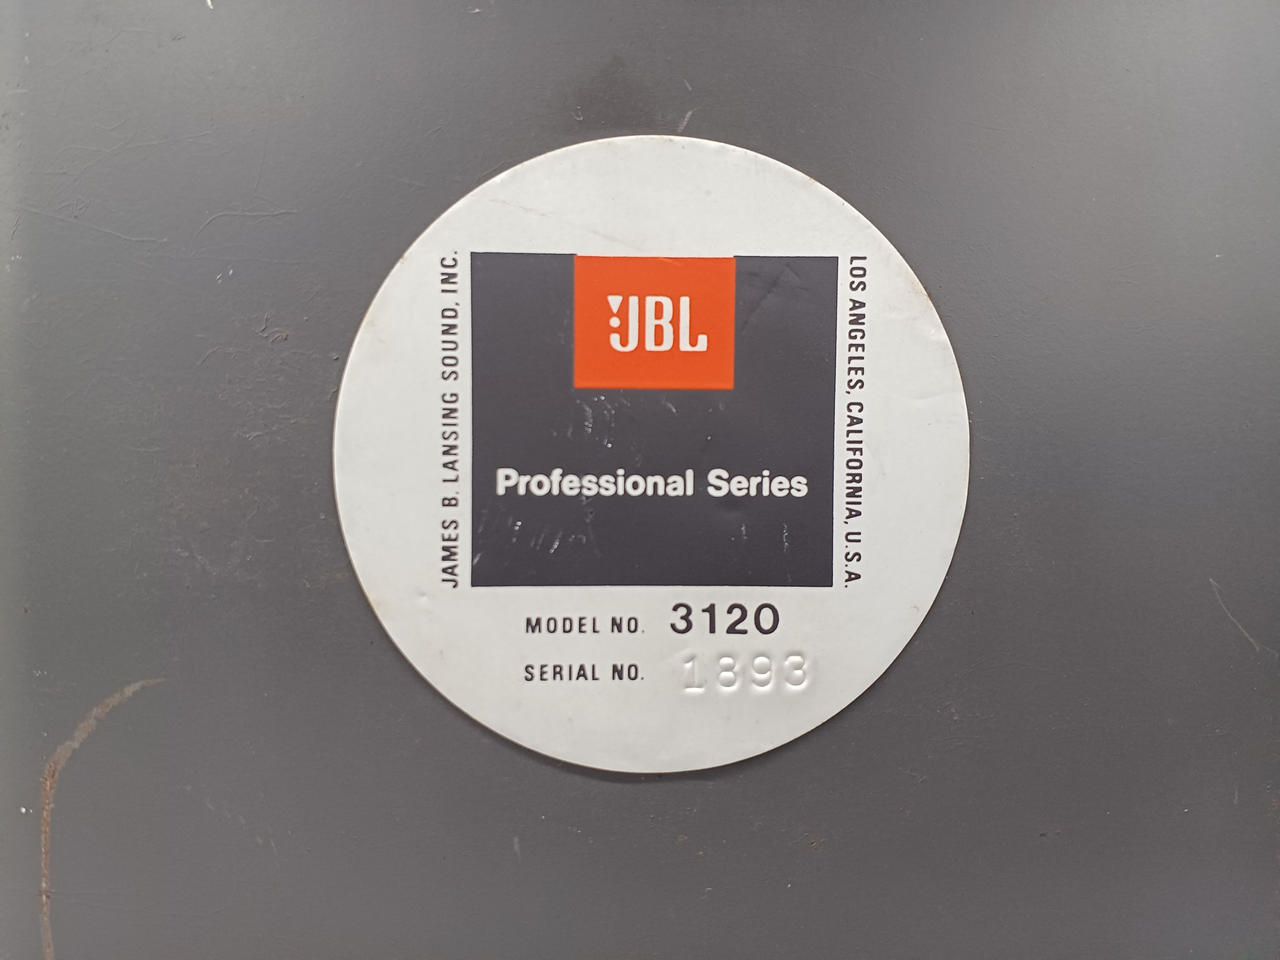 JBL
JAMES B. LANSING SOUND, INC.
LOS ANGELES, CALIFORNIA, U.S.A.
Professional Series
MODEL NO. 3120
SERIAL NO. 1893